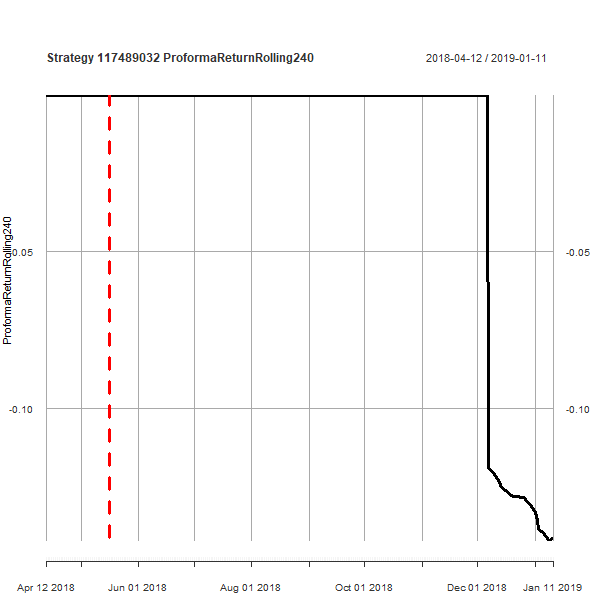 Strategy 117489032 ProformaReturnRolling240
2018-04-12 / 2019-01-11
ProformaReturnRolling240
-0.05
-0.05
-0.10
-0.10
Apr 12 2018
Jun 01 2018
Aug 01 2018
Oct 01 2018
Dec 01 2018
Jan 11 2019